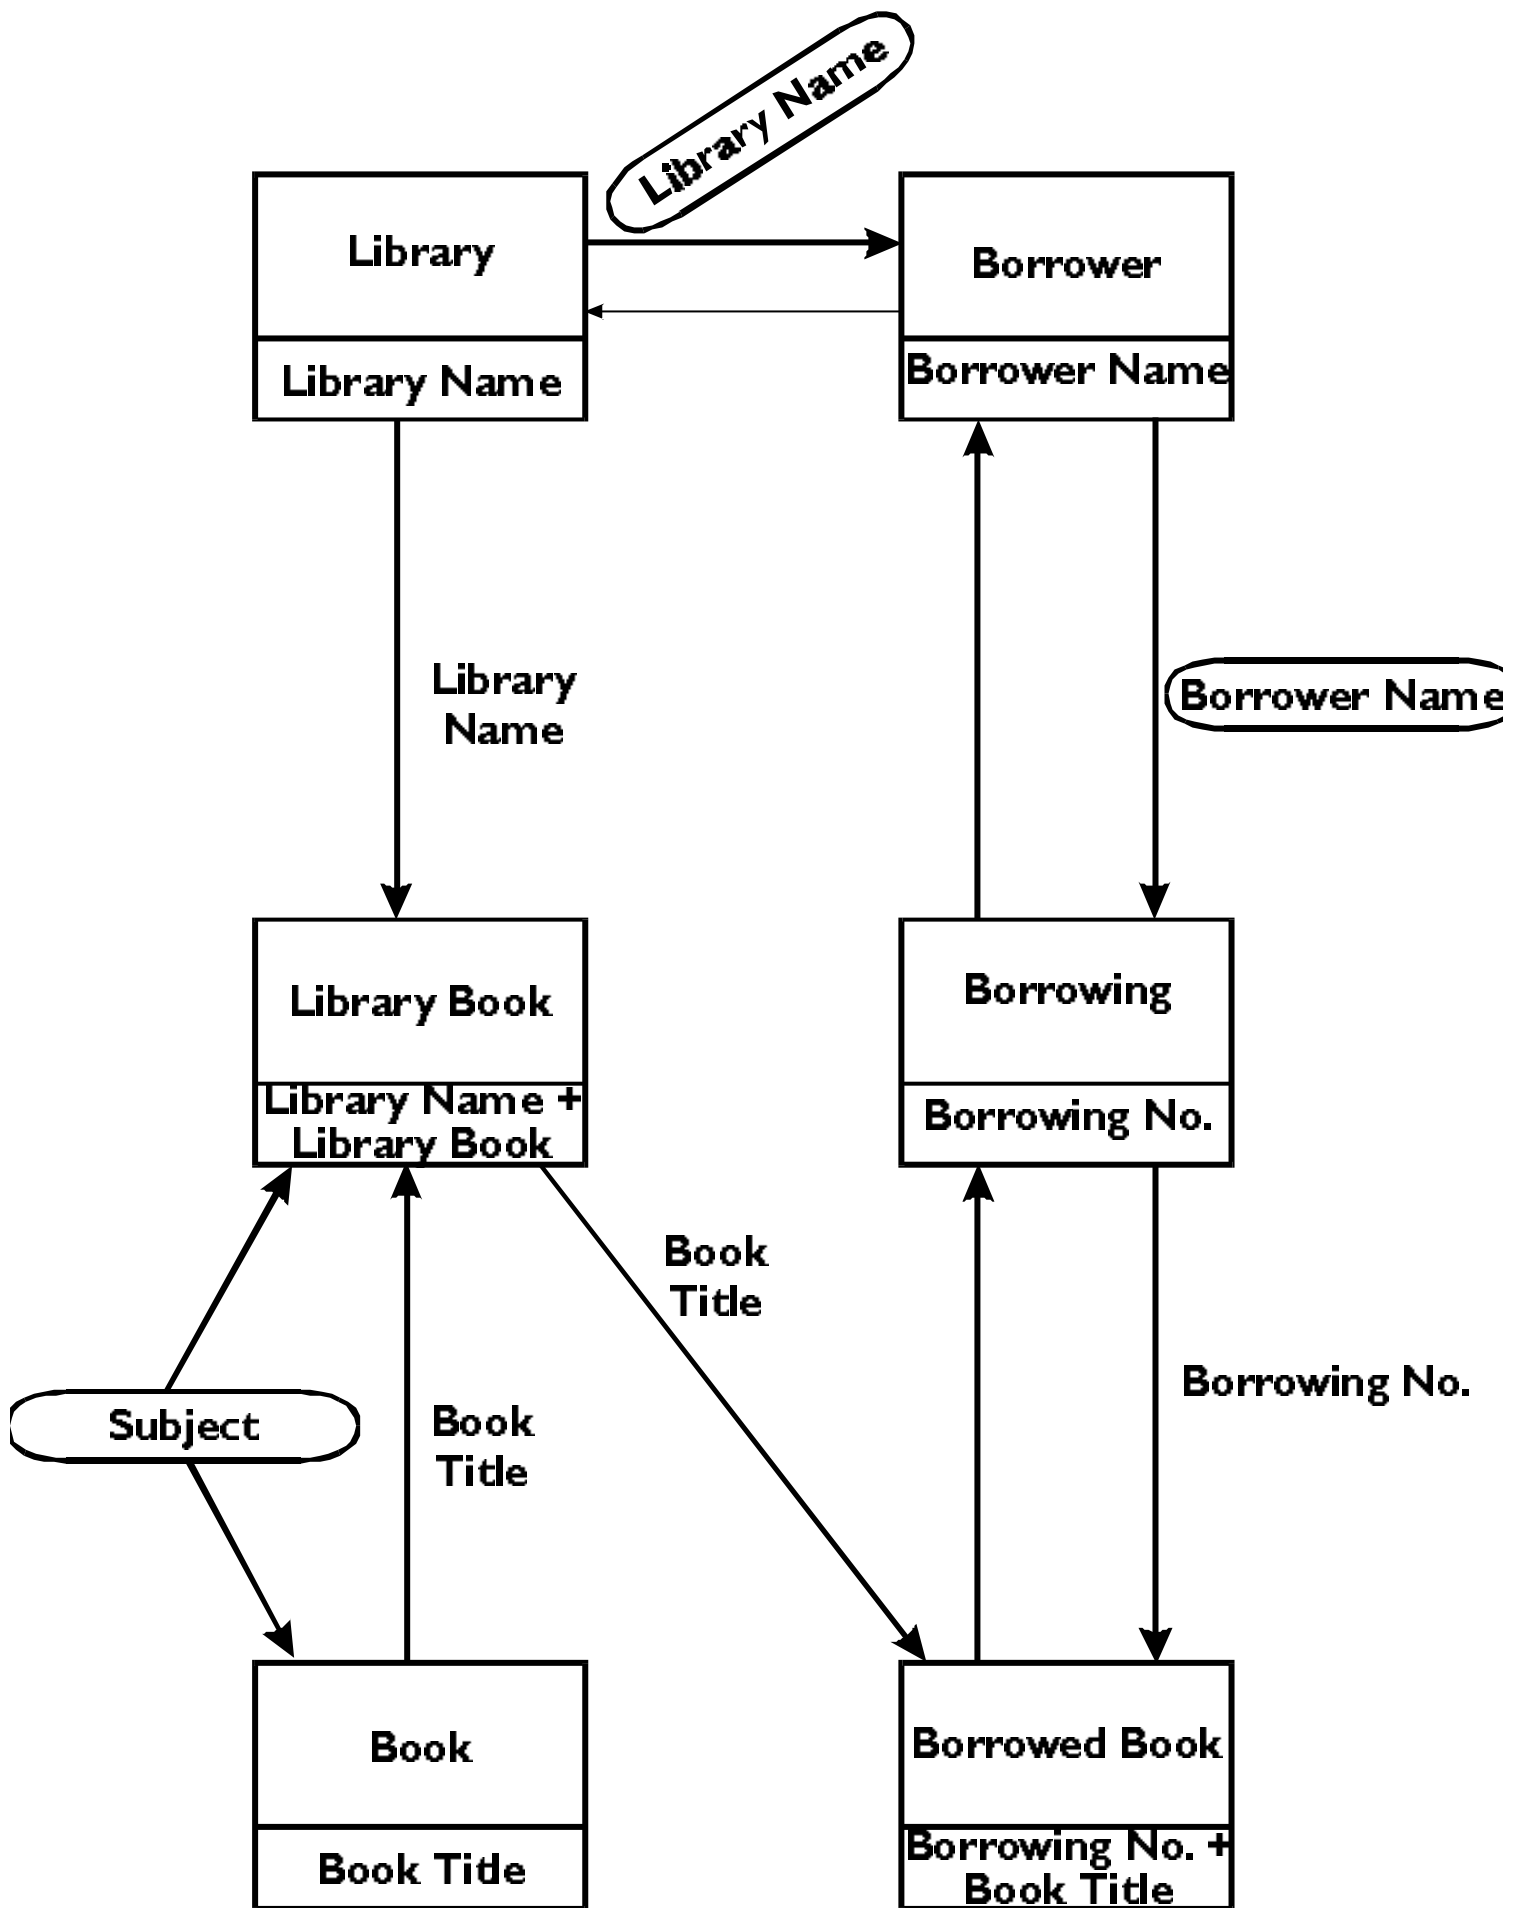 Library Name
Library
Borrower
Library Name
Borrower Name
Library
Name
Borrower Name
Library Book
Borrowing
Library Name +
Library Book
Borrowing No.
Book
Title
Borrowing No.
Subject
Book
Title
Book
Borrowed Book
Book Title
Borrowing No. +
Book Title